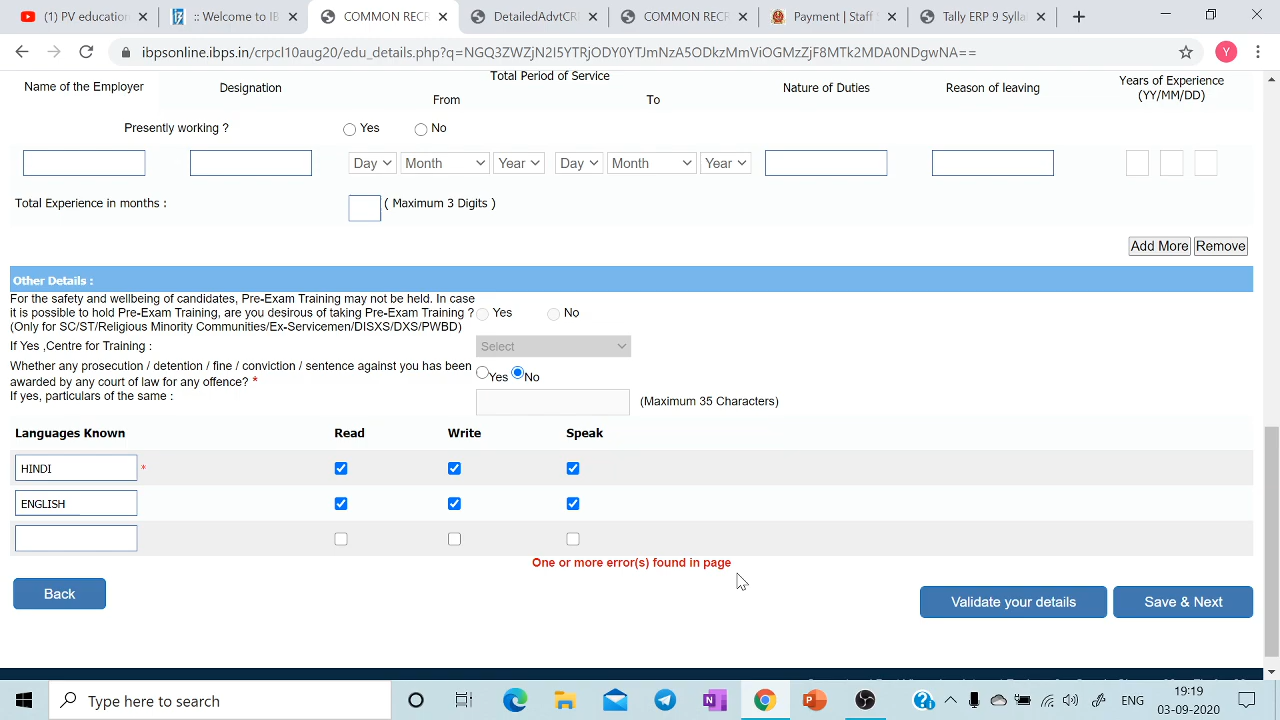 (1) PV education
:: Welcome to IB
COMMON RECR
DetailedAdvtCRP
COMMON REC
Payment | Staff S
Tally ERP 9 Sylla
ibpsonline.ibps.in/crpcl10aug20/edu_details.php?q=NGQ3ZWZjN2I5YTRjODY0YTJmNzA5ODkzMmViOGMzZjF8MTk2MDA0NDgwNA==
Y
Total Period of Service
Name of the Employer
Designation
From
To
Nature of Duties
Reason of leaving
Years of Experience
(YY/MM/DD)
Presently working ?
Yes
No
Day Month Year Day Month Year
Total Experience in months :
( Maximum 3 Digits )
Add More Remove
Other Details :
For the safety and wellbeing of candidates, Pre-Exam Training may not be held. In case
it is possible to hold Pre-Exam Training, are you desirous of taking Pre-Exam Training ? Yes No
(Only for SC/ST/Religious Minority Communities/Ex-Servicemen/DISXS/DXS/PWBD)
If Yes ,Centre for Training : Select
Whether any prosecution / detention / fine / conviction / sentence against you has been
awarded by any court of law for any offence? * Yes No
If yes, particulars of the same : (Maximum 35 Characters)
Languages Known Read Write Speak
HINDI *
ENGLISH
One or more error(s) found in page
Back
Validate your details
Save & Next
Type here to search
ENG
19:19
03-09-2020